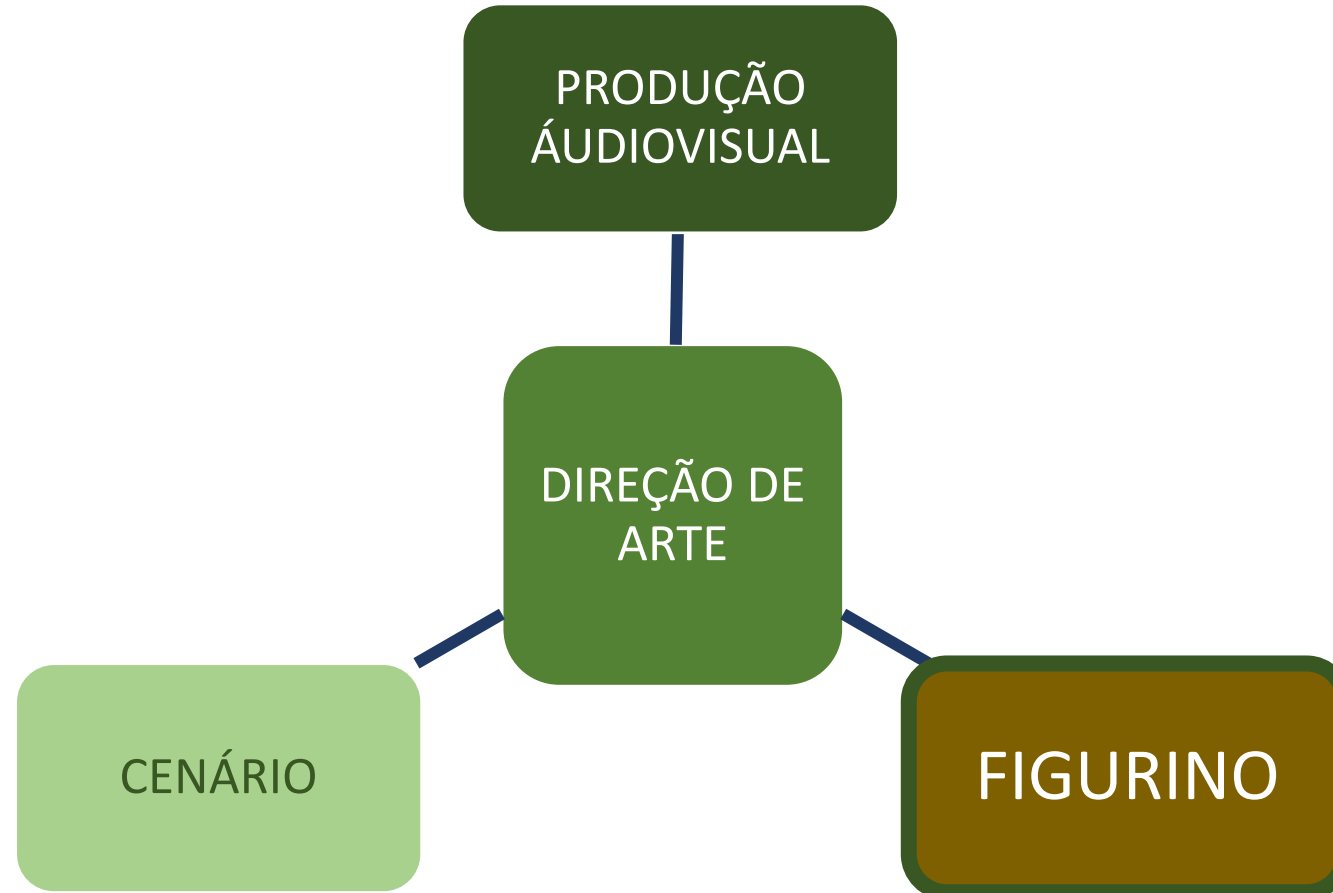 PRODUÇÃO
ÁUDIOVISUAL
DIREÇÃO DE
ARTE
CENÁRIO
FIGURINO